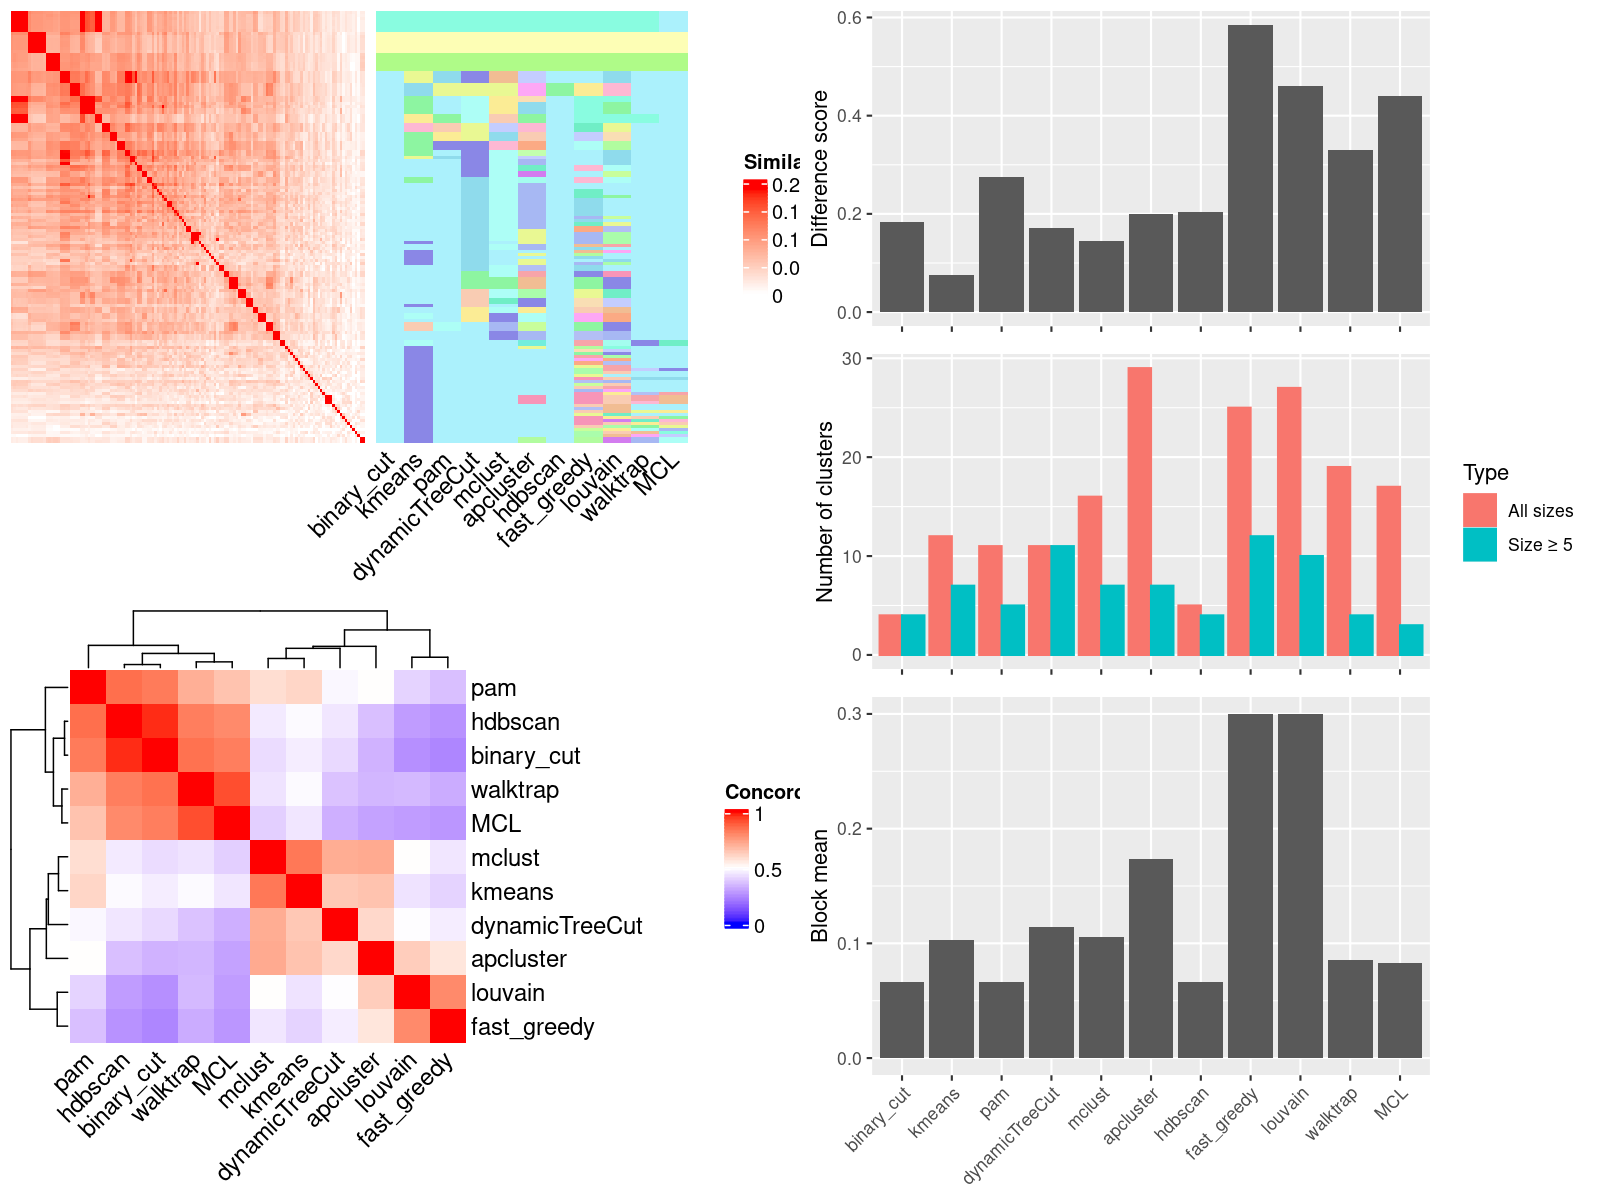 Simila
0.2
0.1
0.1
0.0
0
binary_cut
kmeans
pam
dynamicTreeCut
mclust
apcluster
hdbscan
fast_greedy
louvain
walktrap
MCL
pam
hdbscan
binary_cut
walktrap
MCL
mclust
kmeans
dynamicTreeCut
apcluster
louvain
fast_greedy
pam
hdbscan
binary_cut
walktrap
MCL
mclust
kmeans
dynamicTreeCut
apcluster
louvain
fast_greedy
Concord
1
0.5
0
Difference score
0.6
0.4
0.2
0.0
Number of clusters
30
20
10
0
Type
All sizes
Size ≥ 5
Block mean
0.3
0.2
0.1
0.0
binary_cut
kmeans
pam
dynamicTreeCut
mclust
apcluster
hdbscan
fast_greedy
louvain
walktrap
MCL